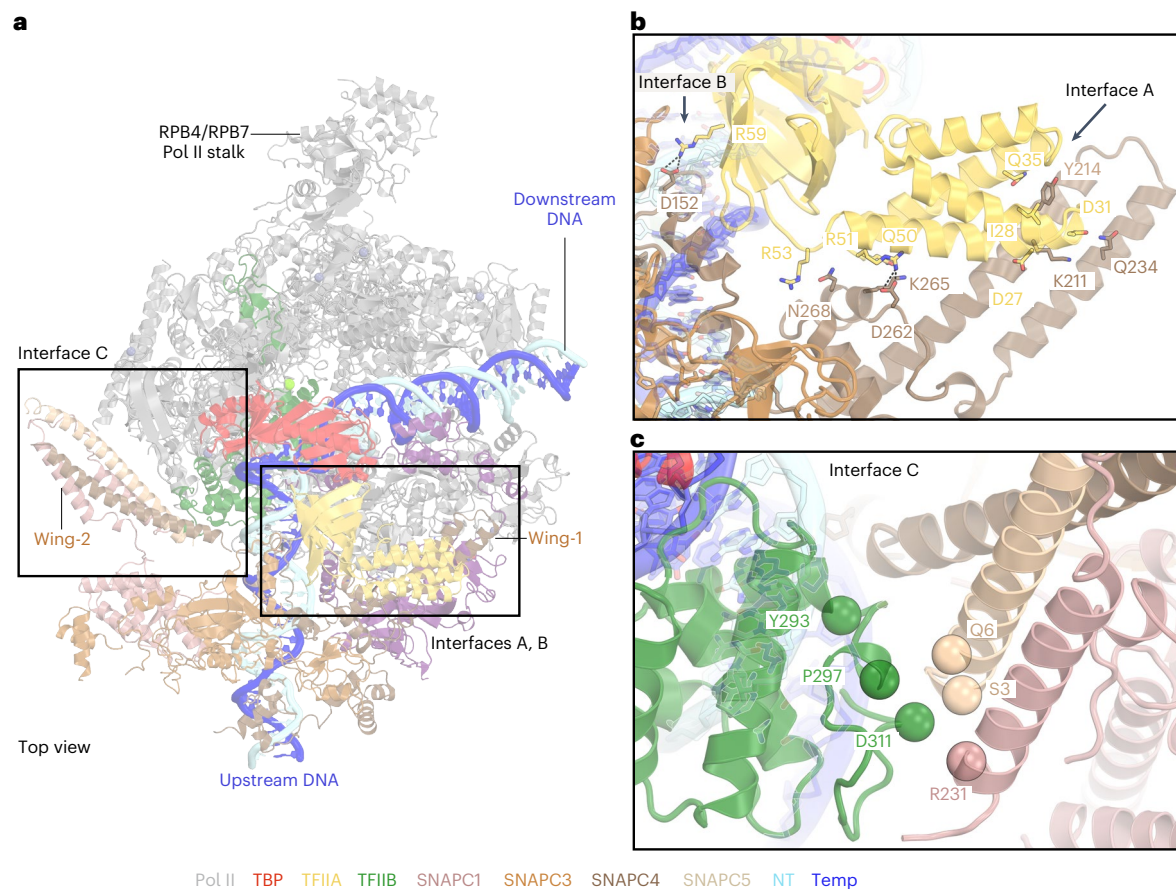 a
RPB4/RPB7
Pol II stalk
Downstream
DNA
Interface C
Wing-2
Wing-1
Interfaces A, B
Top view
Upstream DNA
b
Interface B
Interface A
R59
Q35
Y214
D152
D31
R51
Q50
I28
R53
K265
Q234
K211
N268
D27
D262
c
Interface C
Y293
Q6
P297
S3
D311
R231
Pol II TBP TFIIA TFIIB SNAPC1 SNAPC3 SNAPC4 SNAPC5 NT Temp